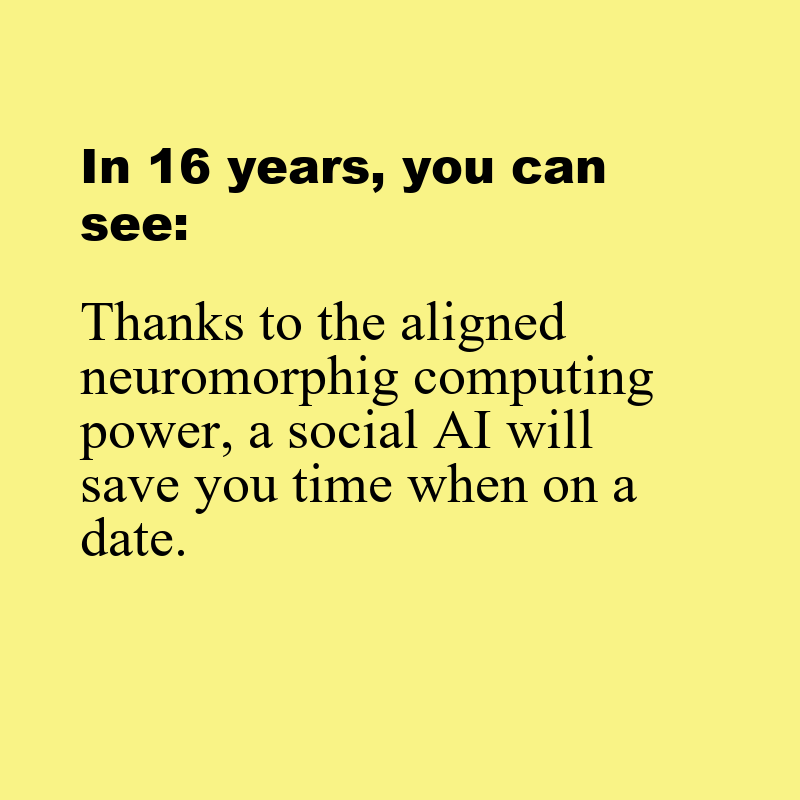 In 16 years, you can
see:
Thanks to the aligned
neuromorphig computing
power, a social AI will
save you time when on a
date.